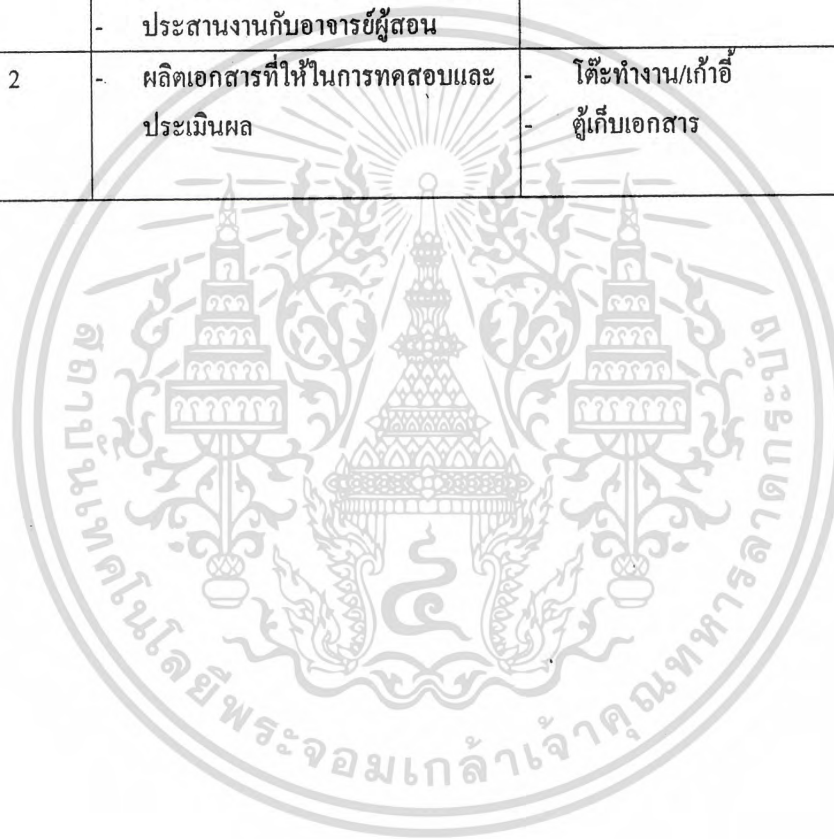 - ประสานงานกับอาจารย์ผู้สอน
2 - ผลิตเอกสารที่ให้ในการทดสอบและ - โต๊ะทำงาน/เก้าอี้
ประเมินผล - ตู้เก็บเอกสาร
สถาบันเทคโนโลยีพระจอมเกล้าเจ้าคุณทหารลาดกระบัง